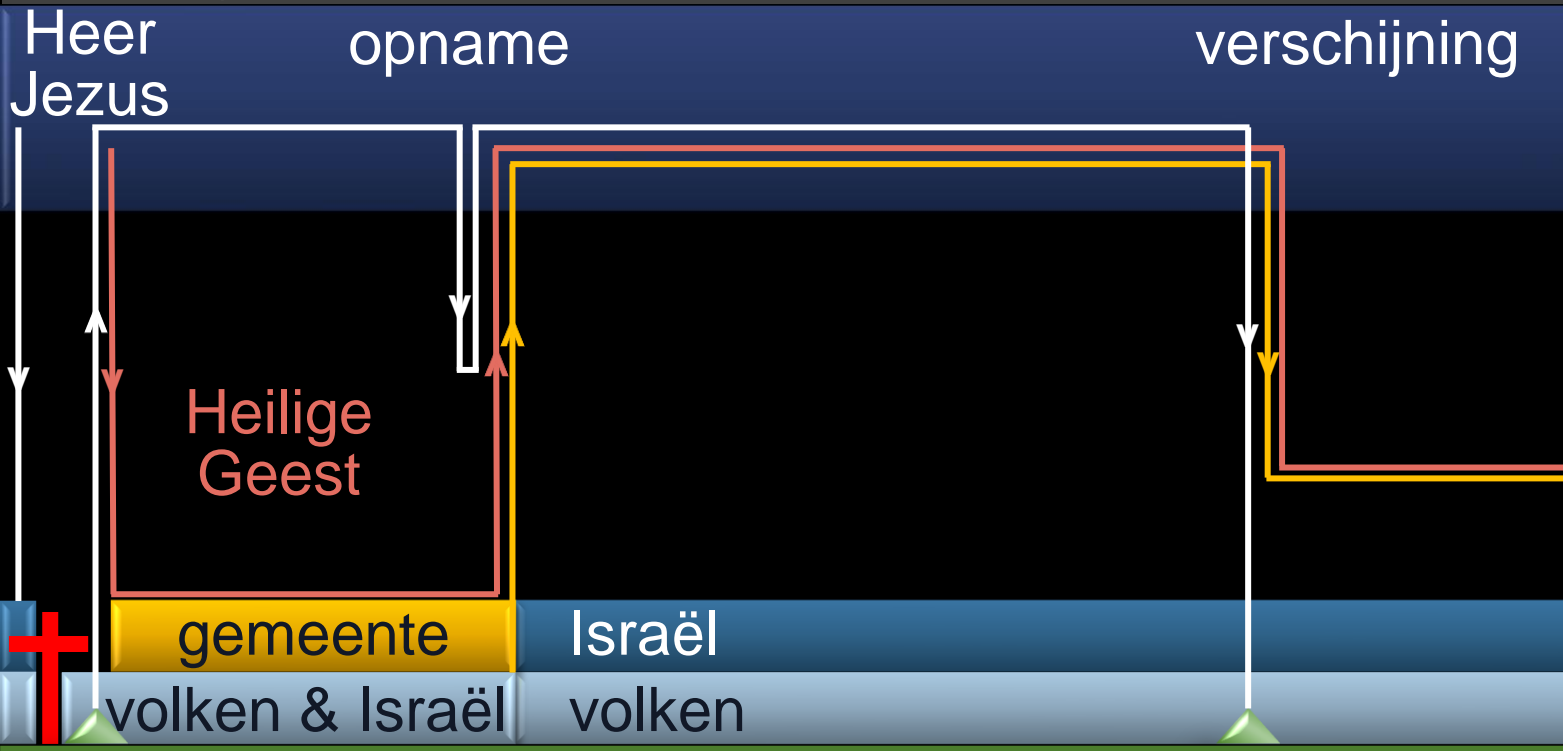 Heer
Jezus
opname
verschijning
Heilige
Geest
gemeente
Israël
volken & Israël
volken